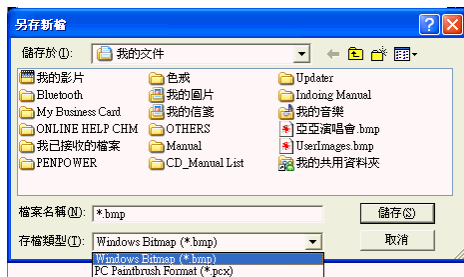 另存新檔
儲存於(I): 我的文件
我的影片 色戒 Updater
Bluetooth 我的圖片 Indoing Manual
My Business Card 我的信箋 我的音樂
ONLINE HELP CHM OTHERS 亞亞演唱會.bmp
我已接收的檔案 Manual UserImages.bmp
PENPOWER CD_Manual List 我的共用資料夾
檔案名稱(N): *.bmp 儲存(S)
存檔類型(T): Windows Bitmap (*.bmp) 取消
Windows Bitmap (*.bmp)
PC Paintbrush Format (*.pcx)